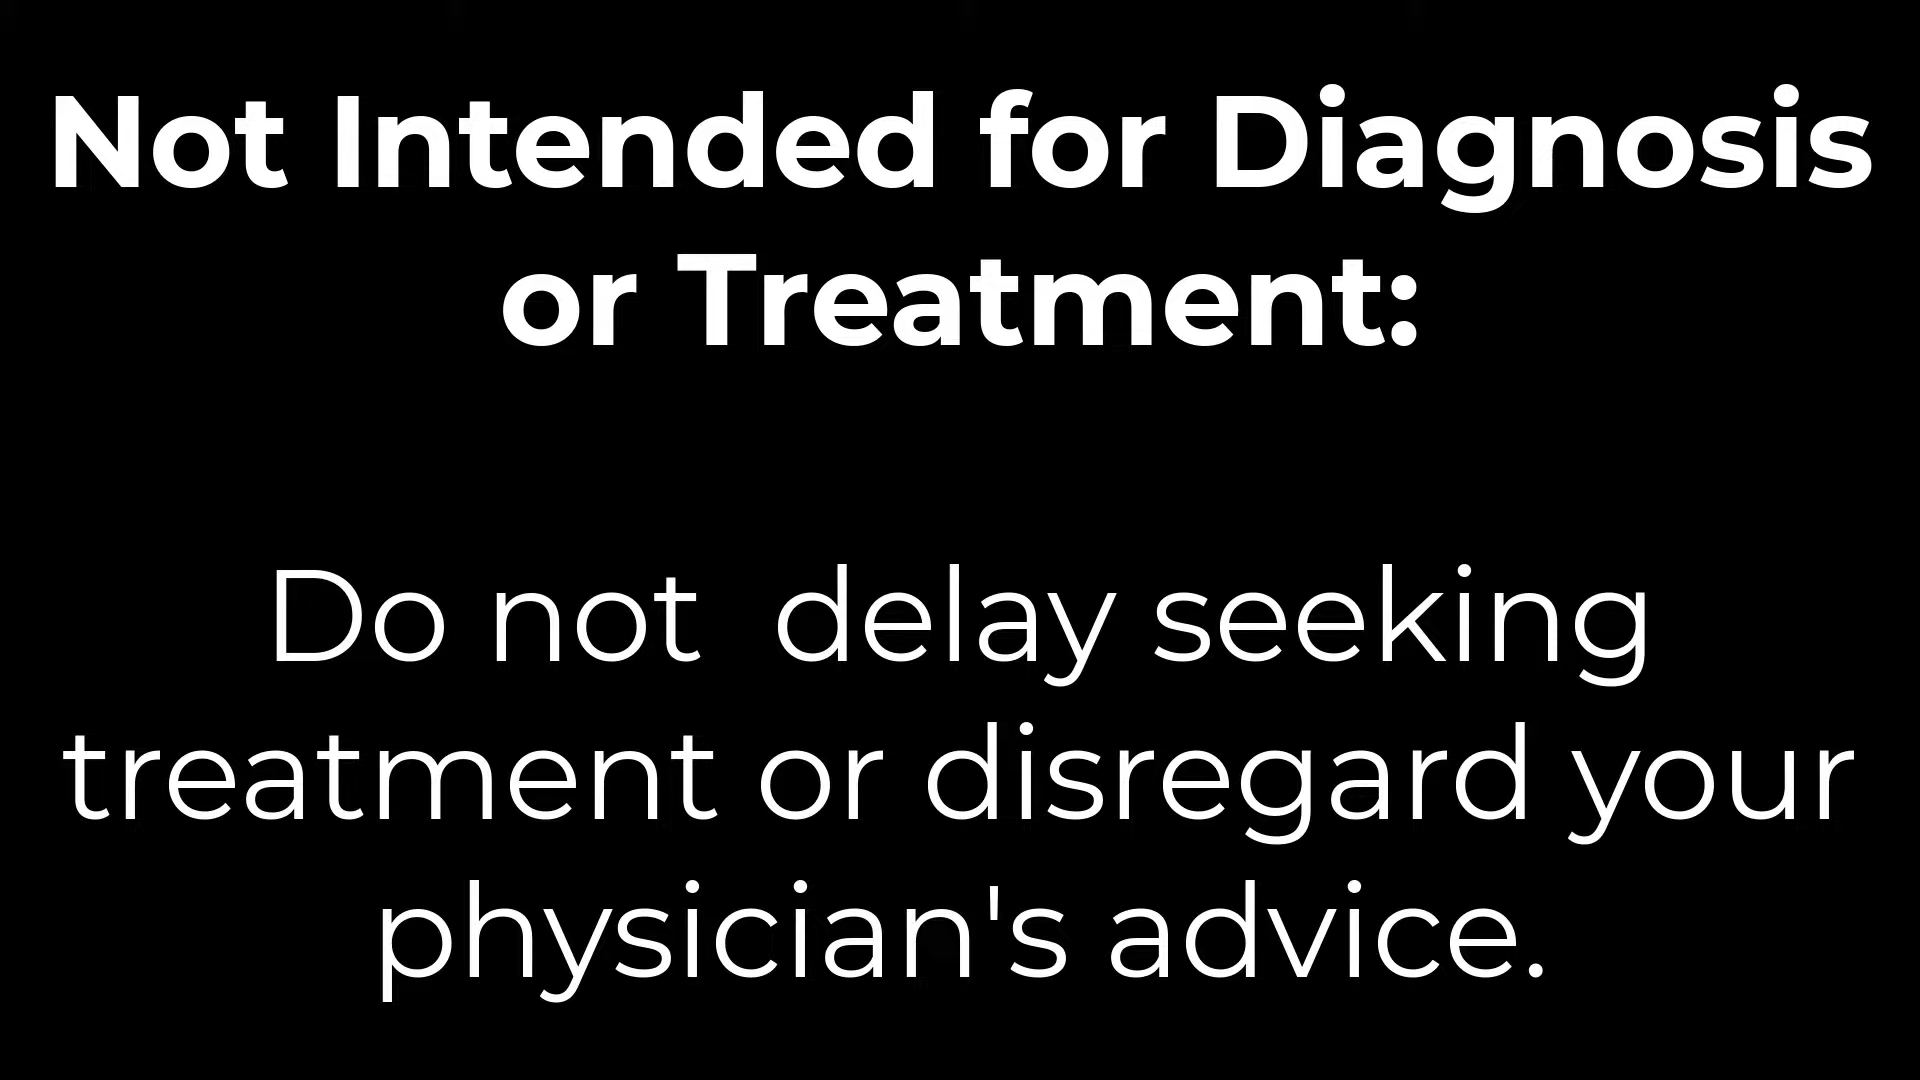 Not Intended for Diagnosis
or Treatment:
Do not  delay seeking
treatment or disregard your
physician's advice.